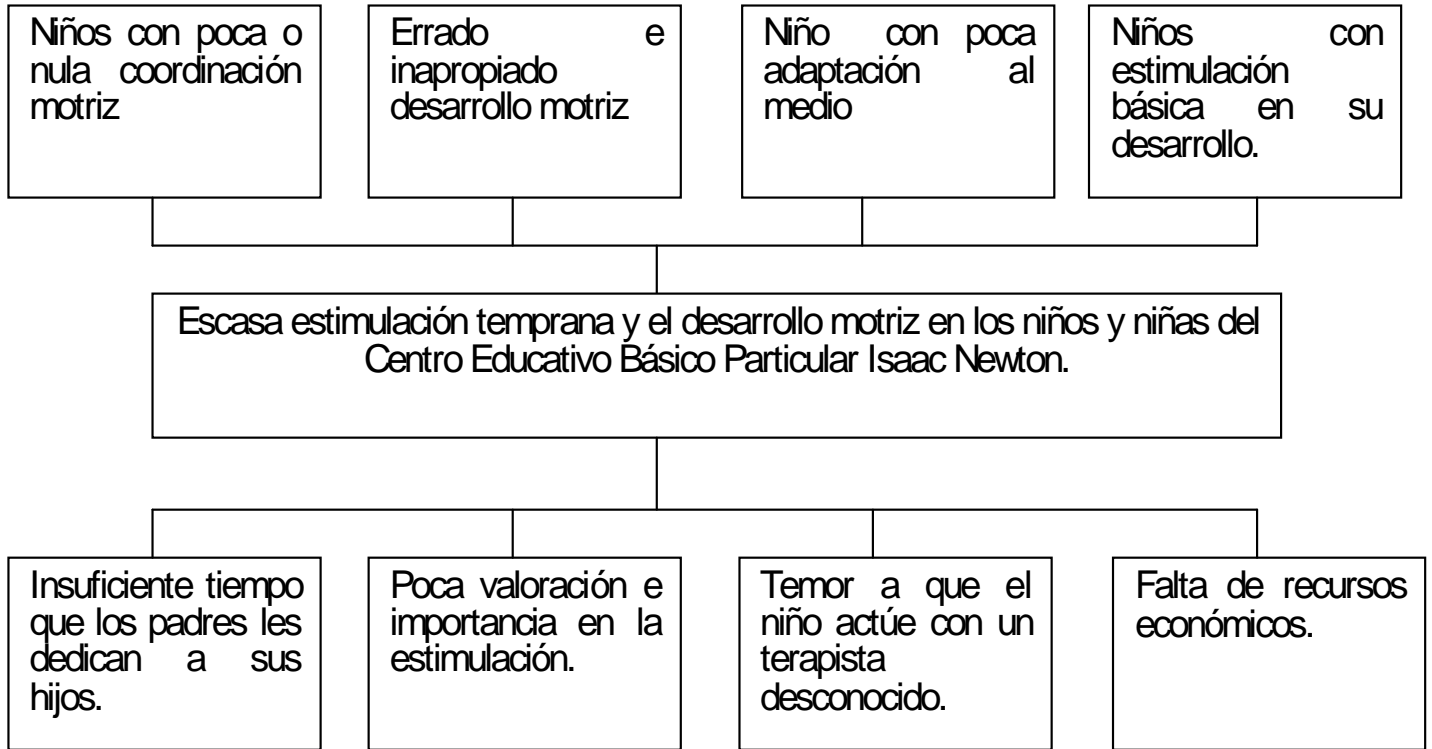 Niños con poca o
nula coordinación
motriz
Errado e
inapropiado
desarrollo motriz
Niño con poca
adaptación al
medio
Niños con
estimulación
básica en su
desarrollo.
Escasa estimulación temprana y el desarrollo motriz en los niños y niñas del
Centro Educativo Básico Particular Isaac Newton.
Insuficiente tiempo
que los padres les
dedican a sus
hijos.
Poca valoración e
importancia en la
estimulación.
Temor a que el
niño actúe con un
terapista
desconocido.
Falta de recursos
económicos.